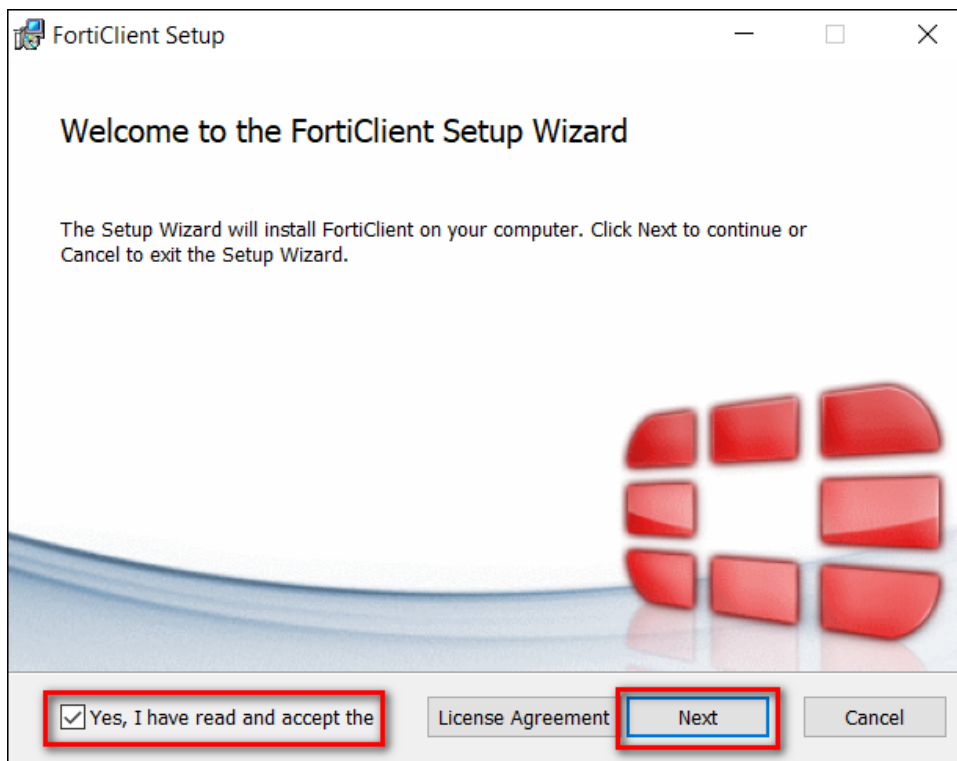 FortiClient Setup
Welcome to the FortiClient Setup Wizard
The Setup Wizard will install FortiClient on your computer. Click Next to continue or
Cancel to exit the Setup Wizard.
Yes, I have read and accept the
License Agreement
Next
Cancel